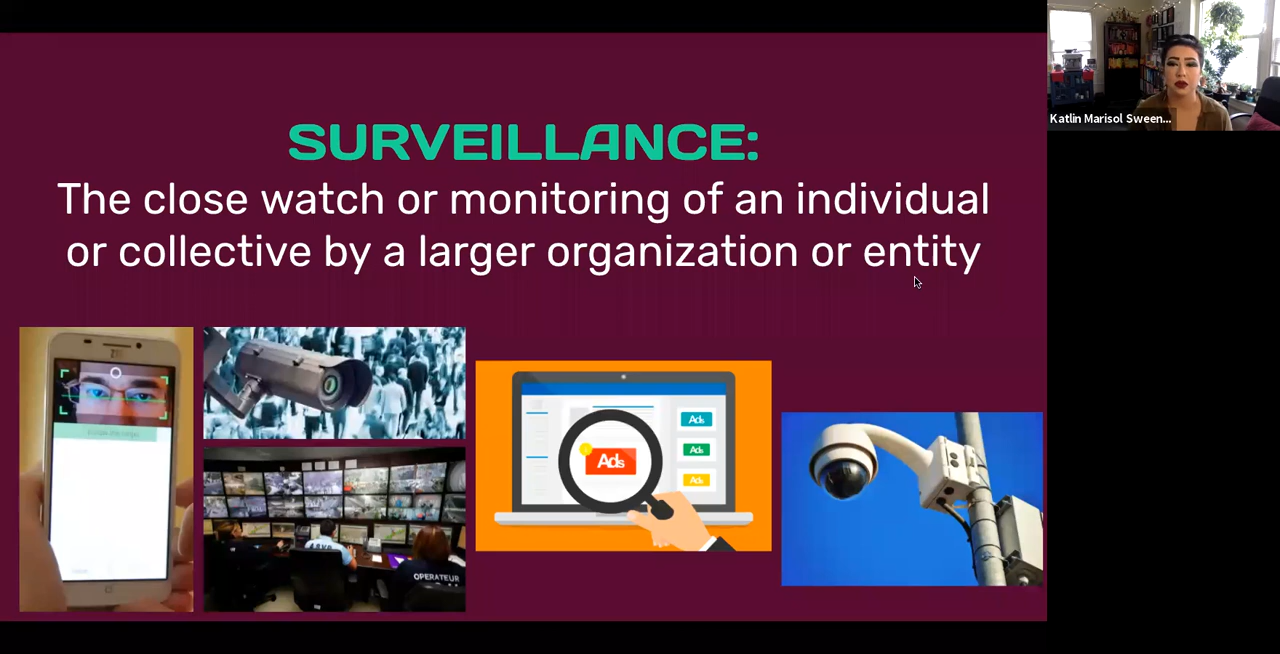 SURVEILLANCE:
The close watch or monitoring of an individual
or collective by a larger organization or entity
Katlin Marisol Sween...
ZTE
Ads
Ads
Ads
Ads
OPERATEUR